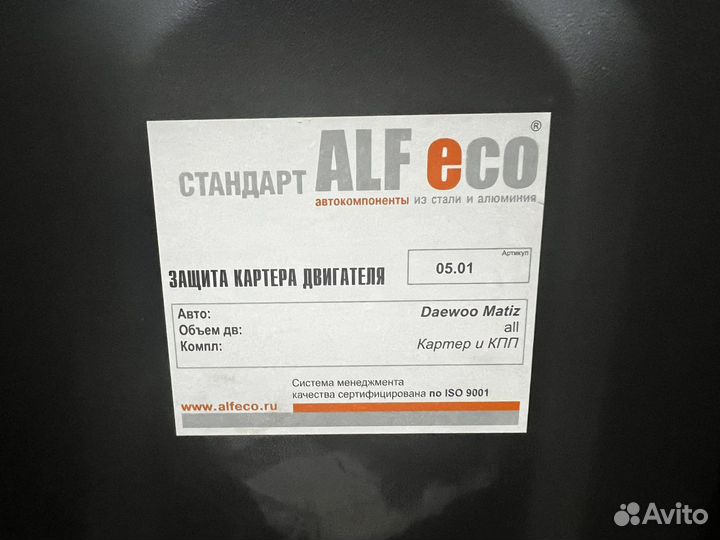 СТАНДАРТ ALF eco ®
автокомпоненты из стали и алюминия
Артикул
ЗАЩИТА КАРТЕРА ДВИГАТЕЛЯ 05.01
Авто: Daewoo Matiz
Объем дв: all
Компл: Картер и КПП
Система менеджмента
качества сертифицирована по ISO 9001
www.alfeco.ru
Avito